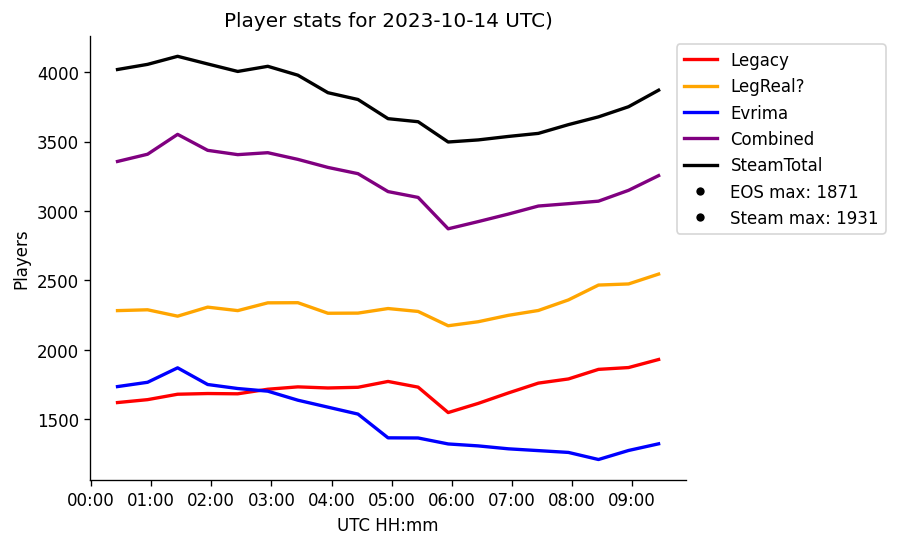 Player stats for 2023-10-14 UTC)
Legacy
LegReal?
Evrima
Combined
SteamTotal
EOS max: 1871
Steam max: 1931
Players
4000
3500
3000
2500
2000
1500
00:00 01:00 02:00 03:00 04:00 05:00 06:00 07:00 08:00 09:00
UTC HH:mm